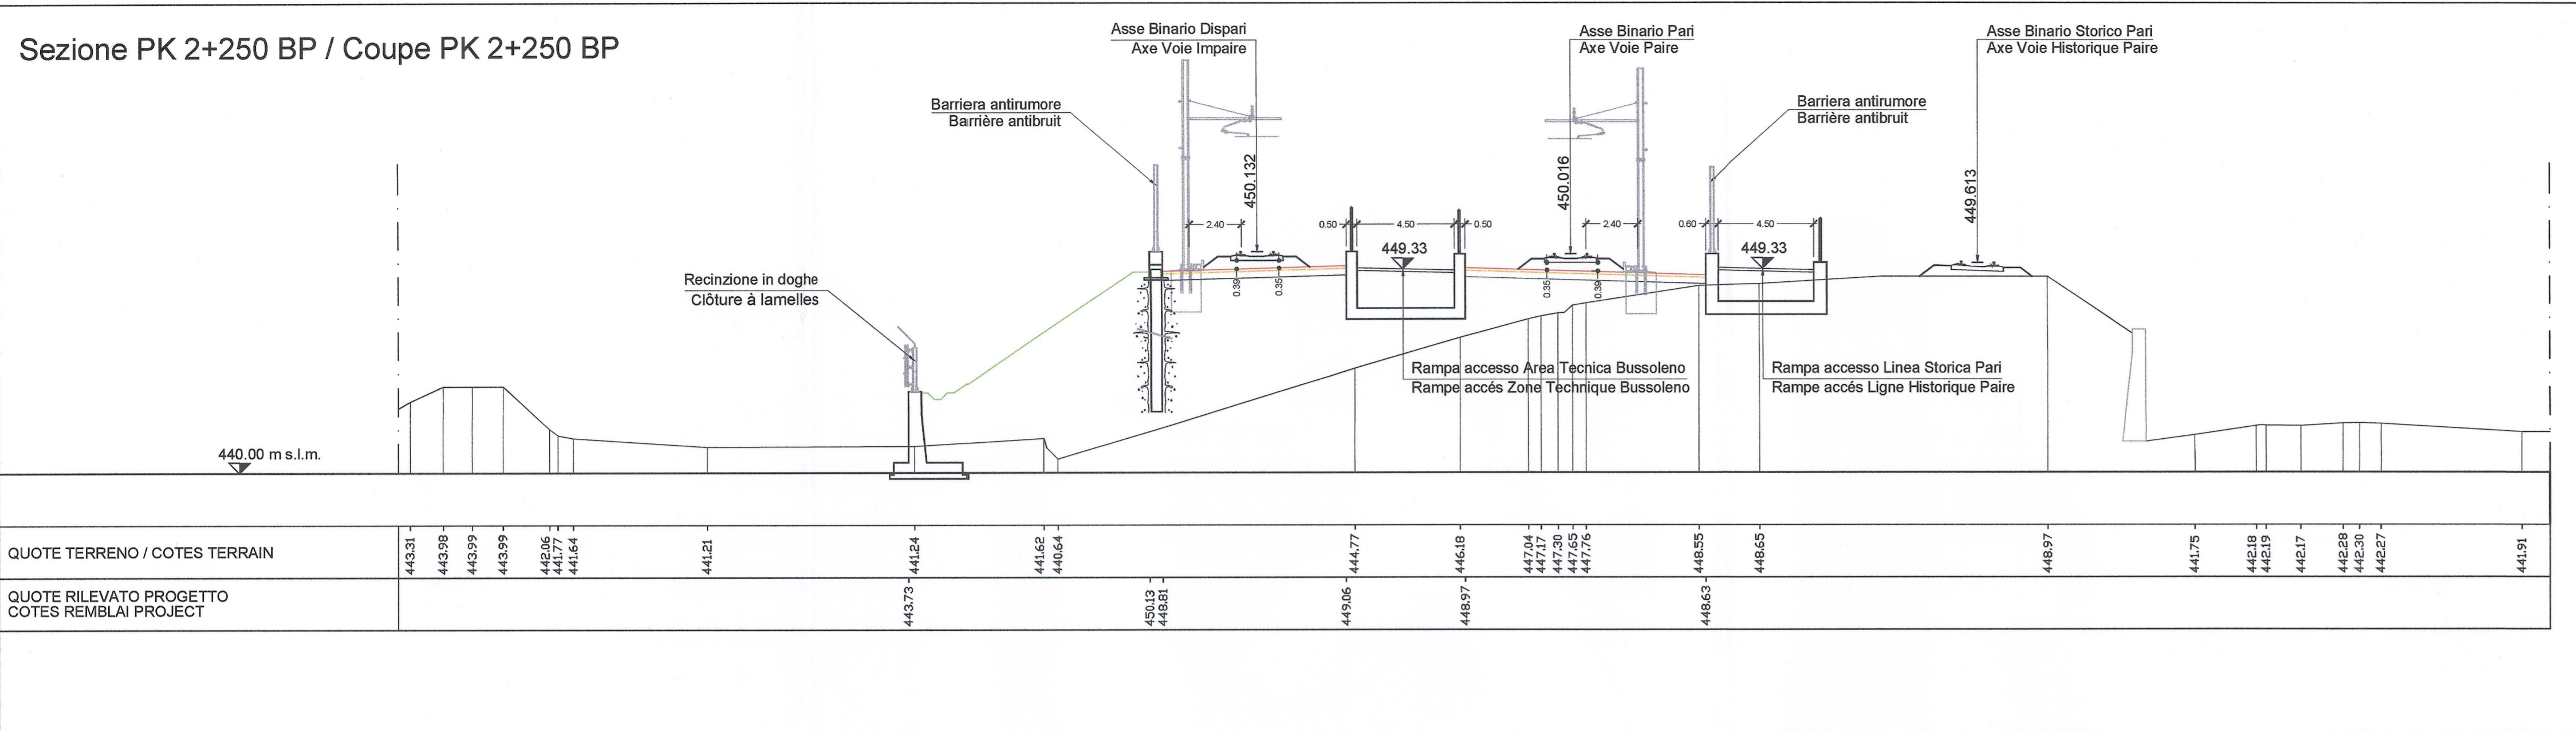 Sezione PK 2+250 BP / Coupe PK 2+250 BP
Asse Binario Dispari
Axe Voie Impaire
Asse Binario Pari
Axe Voie Paire
Asse Binario Storico Pari
Axe Voie Historique Paire
Barriera antirumore
Barrière antibruit
Barriera antirumore
Barrière antibruit
450.132
450.016
449.613
2.40
0.50
4.50
0.50
2.40
0.60
4.50
449.33
449.33
0.39
0.35
0.35
0.39
Recinzione in doghe
Clôture à lamelles
Rampa accesso Area Tecnica Bussoleno
Rampe accés Zone Technique Bussoleno
Rampa accesso Linea Storica Pari
Rampe accés Ligne Historique Paire
440.00 m s.l.m.
QUOTE TERRENO / COTES TERRAIN
443.31
443.98
443.99
443.99
442.06
441.77
441.64
441.21
441.24
441.62
440.64
444.77
446.18
447.04
447.17
447.30
447.65
447.76
448.55
448.65
448.97
441.75
442.18
442.19
442.17
442.28
442.30
442.27
441.91
QUOTE RILEVATO PROGETTO
COTES REMBLAI PROJECT
443.73
450.13
448.81
449.06
448.97
448.63